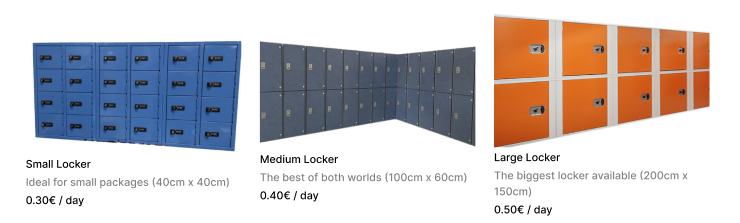 Small Locker
Ideal for small packages (40cm x 40cm)
0.30€ / day
Medium Locker
The best of both worlds (100cm x 60cm)
0.40€ / day
Large Locker
The biggest locker available (200cm x
150cm)
0.50€ / day